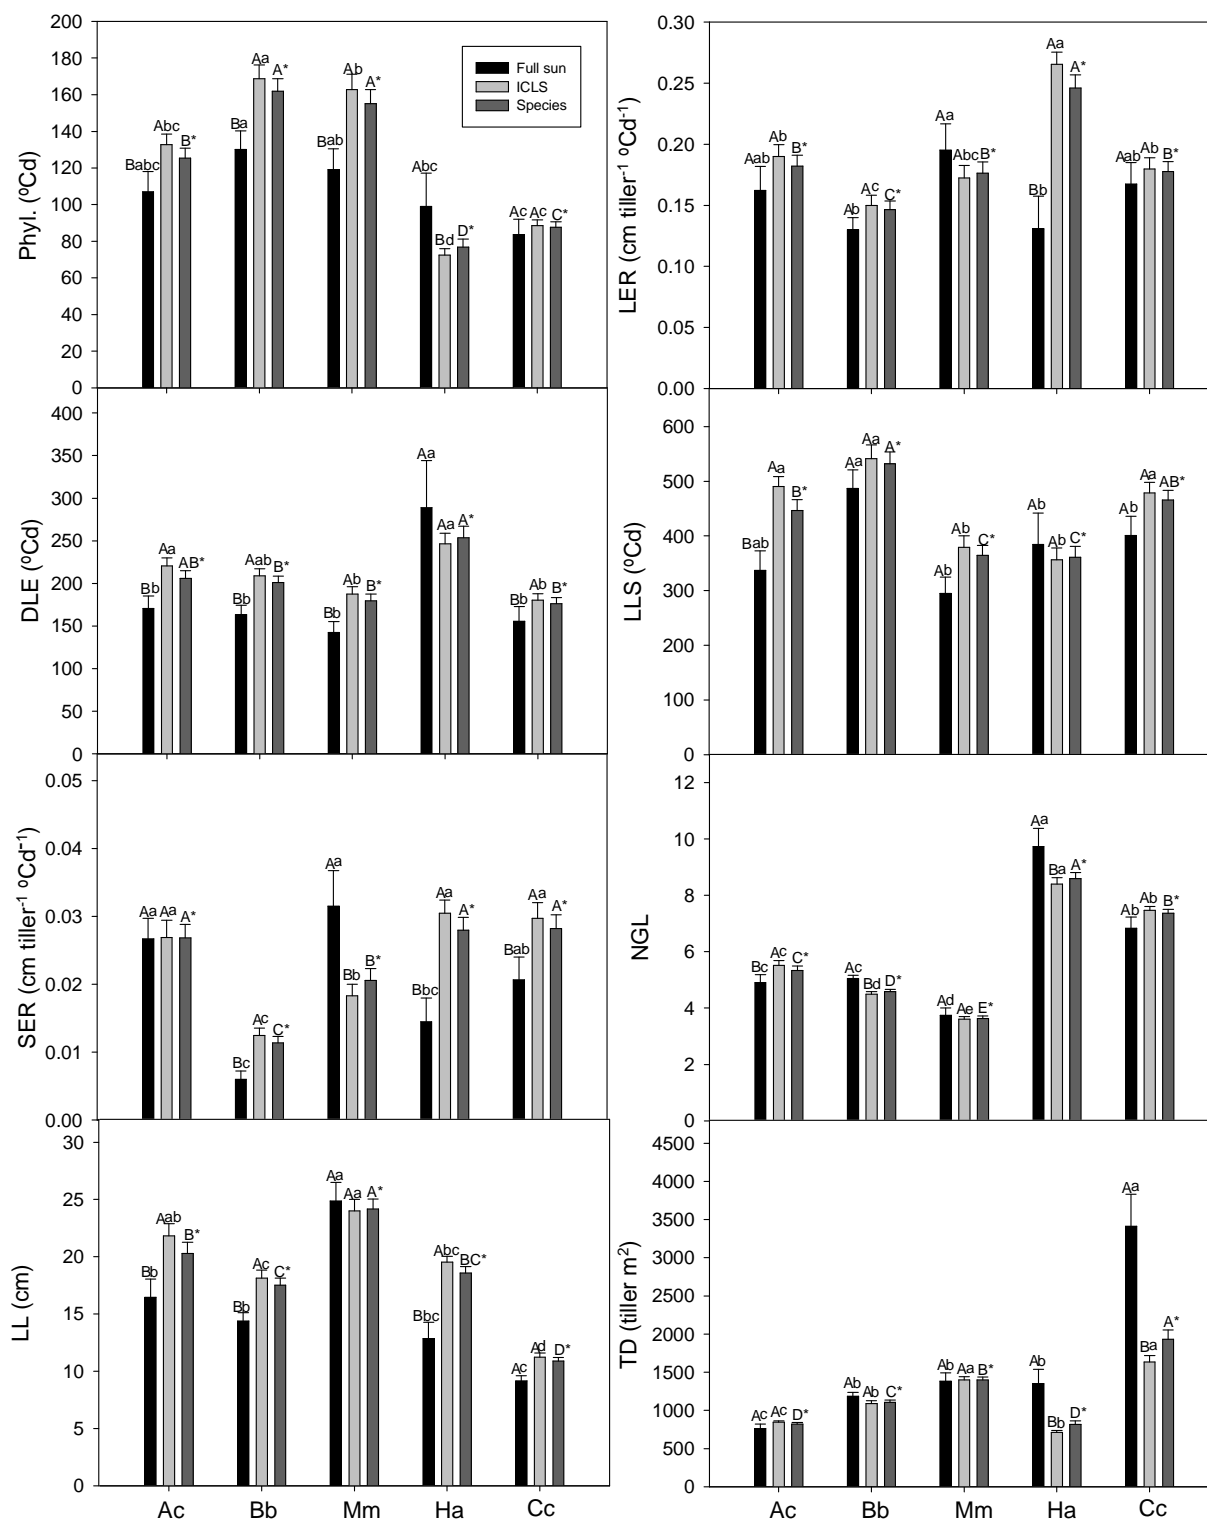 Phyl. (ºCd)
200
180
160
140
120
100
80
60
40
20
0
Full sun
ICLS
Species
Babc
Abc
B*
Ba
Aa
A*
Bab
Ab
A*
Abc
Bd
D*
Ac
Ac
C*
LER (cm tiller-1 ºCd-1)
0.30
0.25
0.20
0.15
0.10
0.05
0.00
Aab
Ab
B*
Ab
Ac
C*
Aa
Abc
B*
Bb
Aa
A*
Aab
Ab
B*
DLE (ºCd)
400
350
300
250
200
150
100
50
0
Bb
Aa
AB*
Bb
Aab
B*
Bb
Ab
B*
Aa
Aa
A*
Bb
Ab
B*
LLS (ºCd)
600
500
400
300
200
100
0
Bab
Aa
B*
Aa
Aa
A*
Ab
Ab
C*
Ab
Ab
C*
Ab
Aa
AB*
SER (cm tiller-1 ºCd-1)
0.05
0.04
0.03
0.02
0.01
0.00
Aa
Aa
A*
Bc
Ac
C*
Aa
Bb
B*
Bbc
Aa
A*
Bab
Aa
A*
NGL
12
10
8
6
4
2
0
Bc
Ac
C*
Ac
Bd
D*
Ad
Ae
E*
Aa
Ba
A*
Ab
Ab
B*
LL (cm)
30
25
20
15
10
5
0
Bb
Aab
B*
Bb
Ac
C*
Aa
Aa
A*
Bbc
Abc
BC*
Ac
Ad
D*
Ac
Bb
Mm
Ha
Cc
TD (tiller m2)
4500
4000
3500
3000
2500
2000
1500
1000
500
0
Ac
Ac
D*
Ab
Ab
C*
Ab
Aa
B*
Ab
Bb
D*
Aa
Ba
A*
Ac
Bb
Mm
Ha
Cc